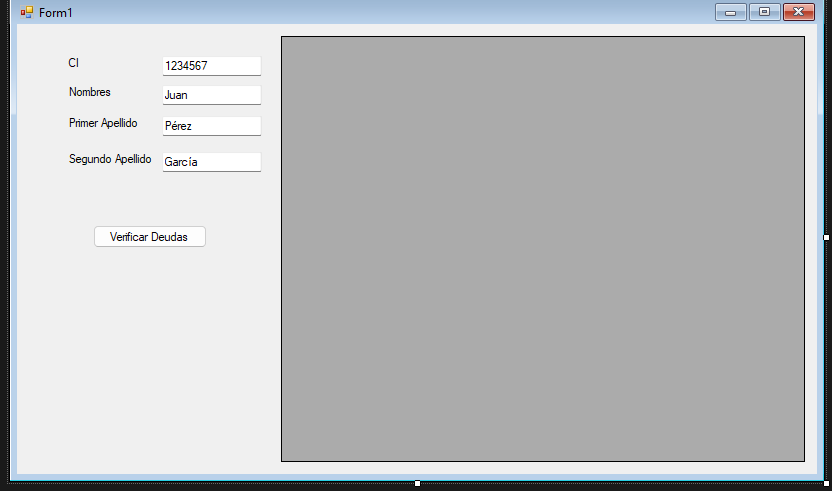 Form1
CI 1234567
Nombres Juan
Primer Apellido Pérez
Segundo Apellido García
Verificar Deudas